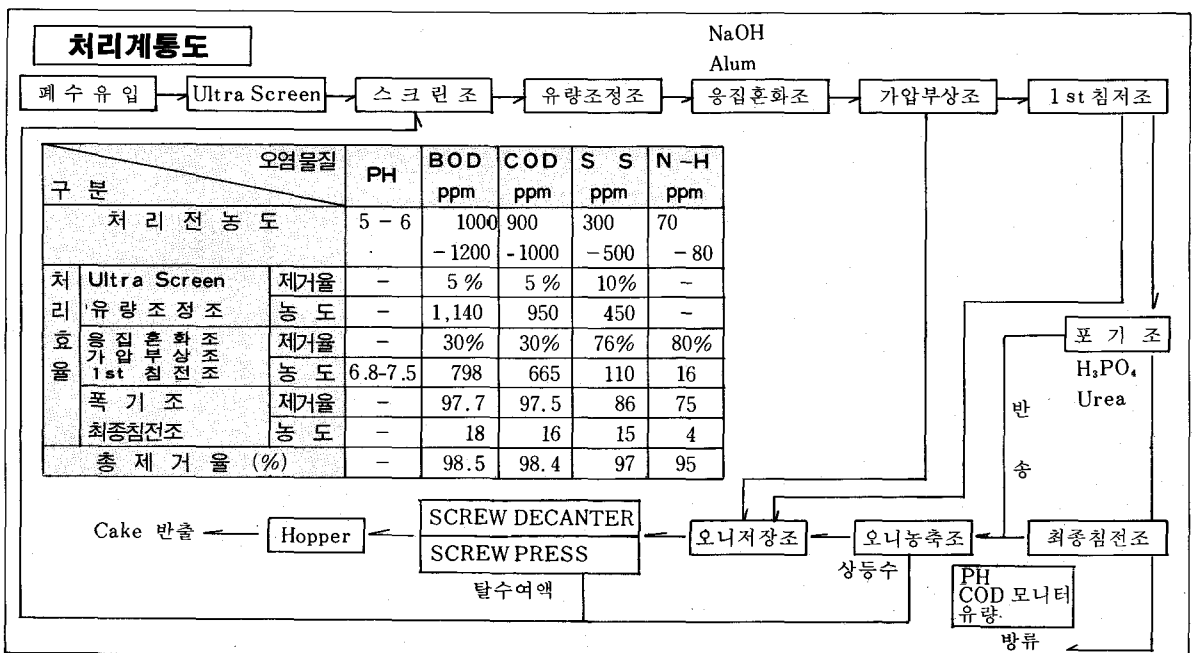 처리계통도
NaOH
Alum
폐수유입 Ultra Screen 스크린조 유량조정조 응집혼화조 가압부상조 1st침저조
구분 오염물질 PH BOD ppm COD ppm S S ppm N-H ppm
처리전농도 5-6 1000-1200 900-1000 300-500 70-80
처리효율
Ultra Screen 유량조정조 제거율 - 5% 5% 10% -
농도 - 1,140 950 450 -
응집혼화조 가압부상조 1st 침전조 제거율 - 30% 30% 76% 80%
농도 6.8-7.5 798 665 110 16
폭기조 최종침전조 제거율 - 97.7 97.5 86 75
농도 - 18 16 15 4
총제거율 (%) - 98.5 98.4 97 95
포기조
H₃PO₄
Urea
반송
Cake 반출 Hopper SCREW DECANTER 오니저장조 오니농축조 최종침전조
SCREW PRESS
탈수여액
상등수
PH
COD 모니터
유량
방류